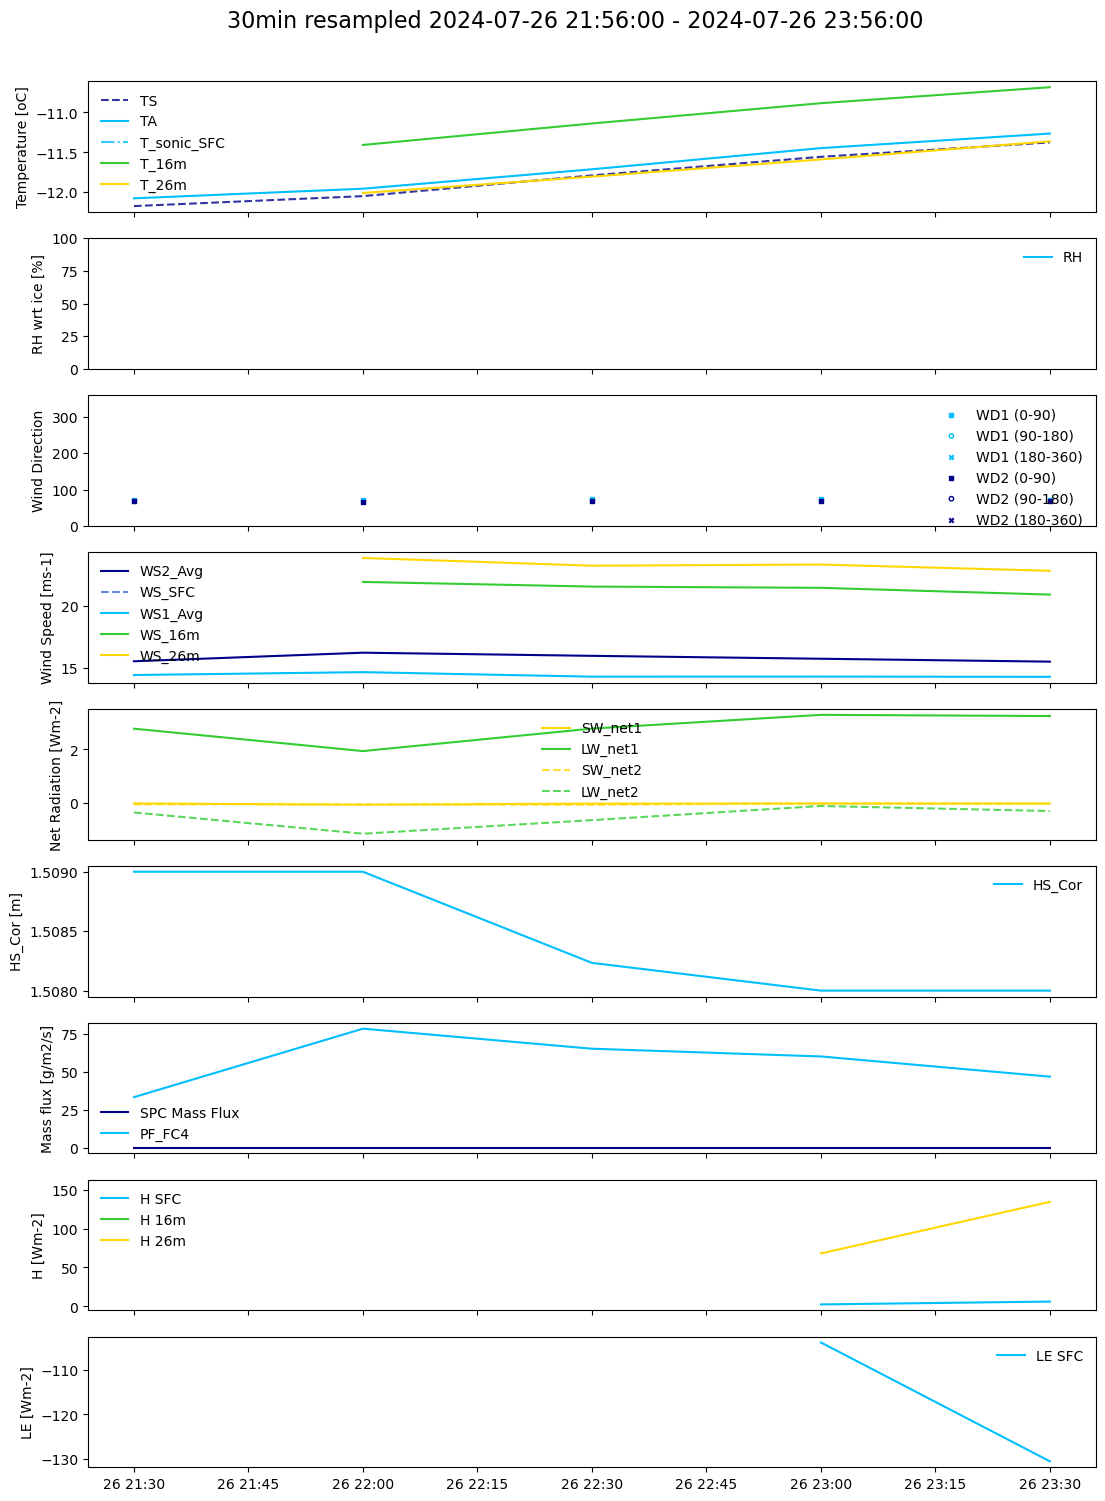 30min resampled 2024-07-26 21:56:00 - 2024-07-26 23:56:00
Temperature [oC]
−11.0
−11.5
−12.0
TS
TA
T_sonic_SFC
T_16m
T_26m
RH wrt ice [%]
100
75
50
25
0
RH
Wind Direction
300
200
100
0
WD1 (0-90)
WD1 (90-180)
WD1 (180-360)
WD2 (0-90)
WD2 (90-180)
WD2 (180-360)
Wind Speed [ms-1]
20
15
WS2_Avg
WS_SFC
WS1_Avg
WS_16m
WS_26m
Net Radiation [Wm-2]
2
0
SW_net1
LW_net1
SW_net2
LW_net2
HS_Cor [m]
1.5090
1.5085
1.5080
HS_Cor
Mass flux [g/m2/s]
75
50
25
0
SPC Mass Flux
PF_FC4
H [Wm-2]
150
100
50
0
H SFC
H 16m
H 26m
LE [Wm-2]
−110
−120
−130
LE SFC
26 21:30 26 21:45 26 22:00 26 22:15 26 22:30 26 22:45 26 23:00 26 23:15 26 23:30